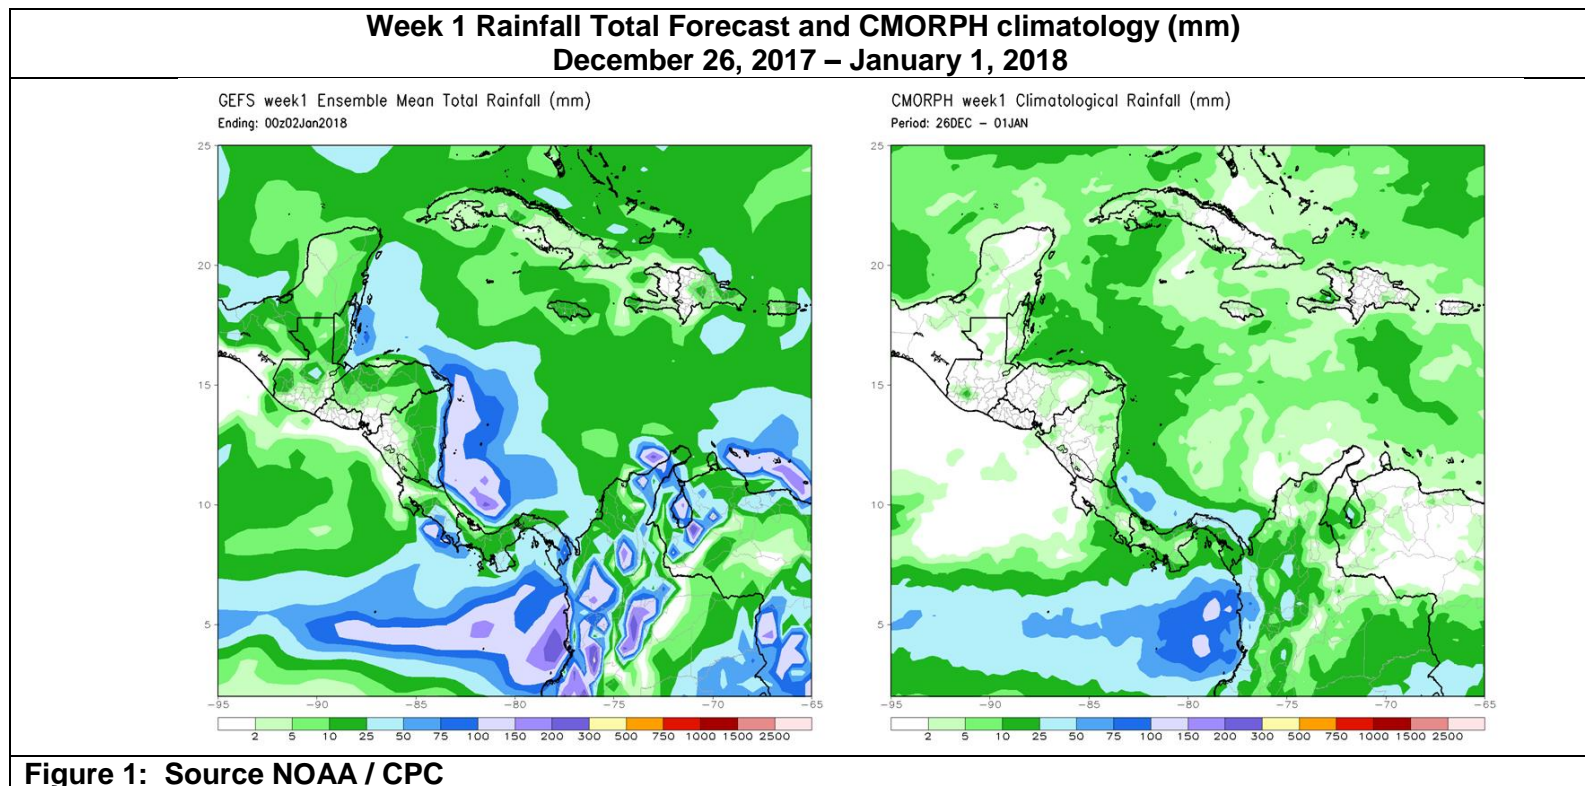 Week 1 Rainfall Total Forecast and CMORPH climatology (mm)
December 26, 2017 – January 1, 2018
GEFS week1 Ensemble Mean Total Rainfall (mm)
Ending: 00z02Jan2018
25
20
15
10
5
-95 -90 -85 -80 -75 -70 -65
2 5 10 25 50 75 100 150 200 300 500 750 1000 1500 2500
CMORPH week1 Climatological Rainfall (mm)
Period: 26DEC – 01JAN
25
20
15
10
5
-95 -90 -85 -80 -75 -70 -65
2 5 10 25 50 75 100 150 200 300 500 750 1000 1500 2500
Figure 1: Source NOAA / CPC